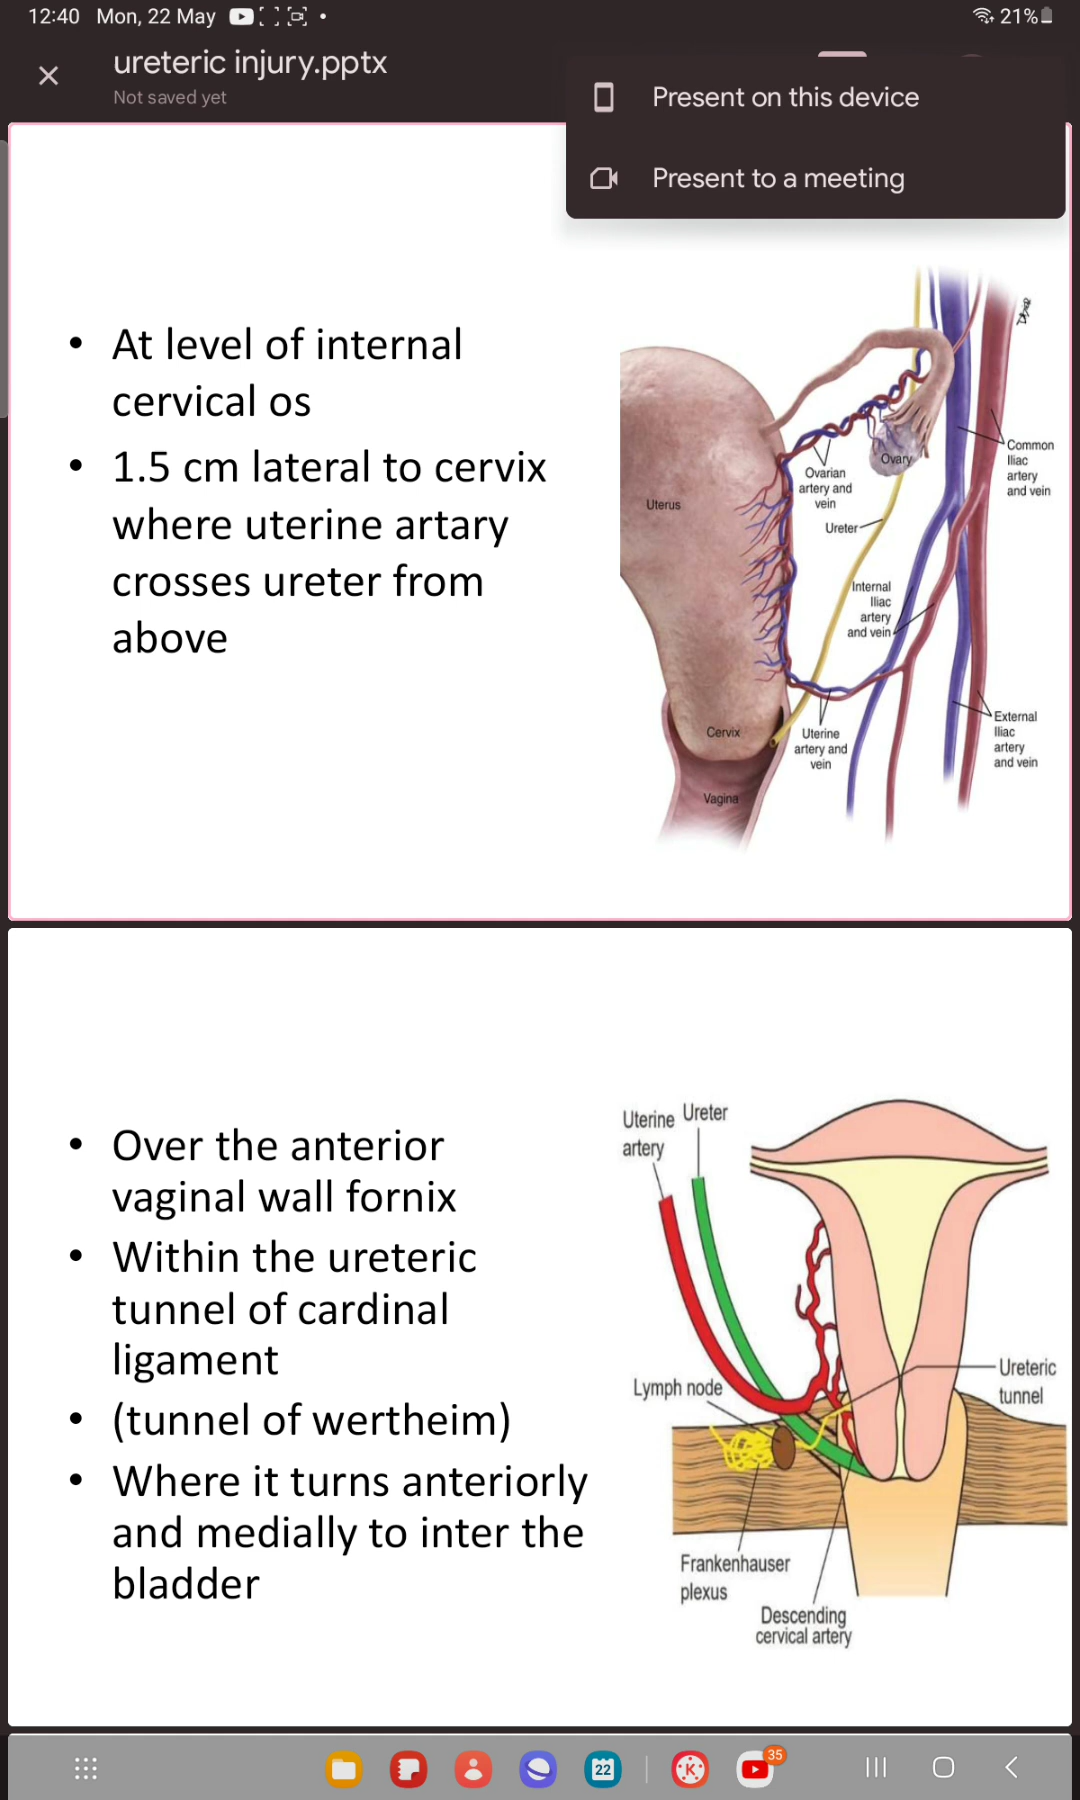 12:40 Mon, 22 May
21%
ureteric injury.pptx
Not saved yet
Present on this device
Present to a meeting
• At level of internal
cervical os
• 1.5 cm lateral to cervix
where uterine artary
crosses ureter from
above
Uterus
Ovarian
artery and
vein
Ovary
Ureter
Common
Iliac
artery
and vein
Internal
Iliac
artery
and vein
External
Iliac
artery
and vein
Cervix
Uterine
artery and
vein
Vagina
• Over the anterior
vaginal wall fornix
• Within the ureteric
tunnel of cardinal
ligament
• (tunnel of wertheim)
• Where it turns anteriorly
and medially to inter the
bladder
Uterine
artery
Ureter
Lymph node
Ureteric
tunnel
Frankenhauser
plexus
Descending
cervical artery
22
K
35